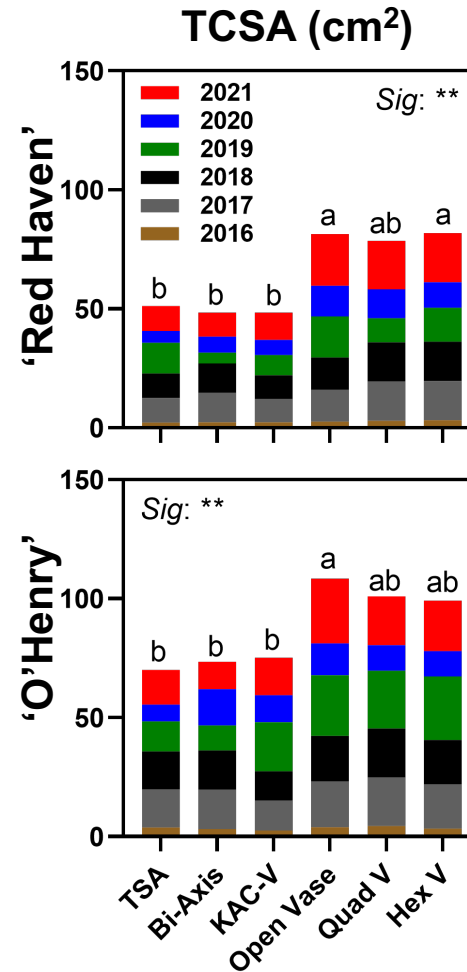 TCSA (cm²)
'Red Haven'
150
100
50
0
2021
2020
2019
2018
2017
2016
Sig: **
b
b
b
a
ab
a
'O'Henry'
150
100
50
0
Sig: **
b
b
b
a
ab
ab
TSA
Bi-Axis
KAC-V
Open Vase
Quad V
Hex V